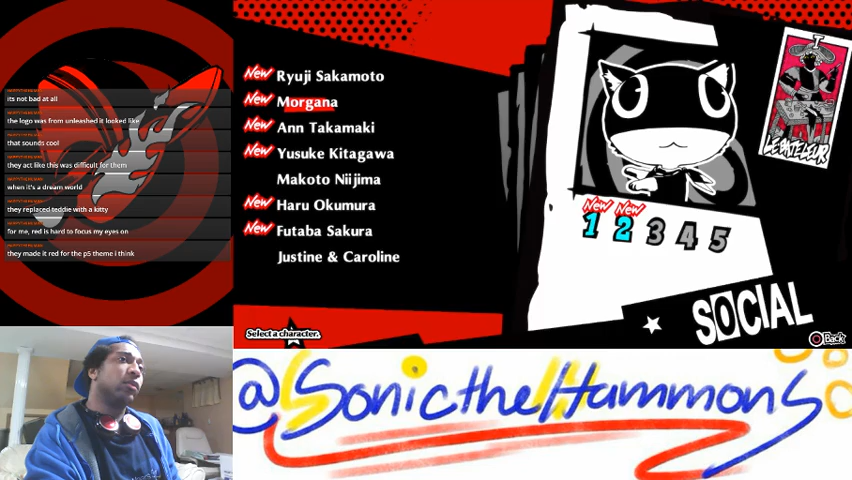 its not bad at all
the logo was from unleashed it looked like
that sounds cool
they act like this was difficult for them
when it's a dream world
they replaced teddie with a kitty
for me, red is hard to focus my eyes on
they made it red for the p5 theme i think
New Ryuji Sakamoto
New Morgana
New Ann Takamaki
New Yusuke Kitagawa
Makoto Niijima
New Haru Okumura
New Futaba Sakura
Justine & Caroline
Select a character.
I
LE BATELEUR
New New
1 2 3 4 5
SOCIAL
Back
@SonictheHammons